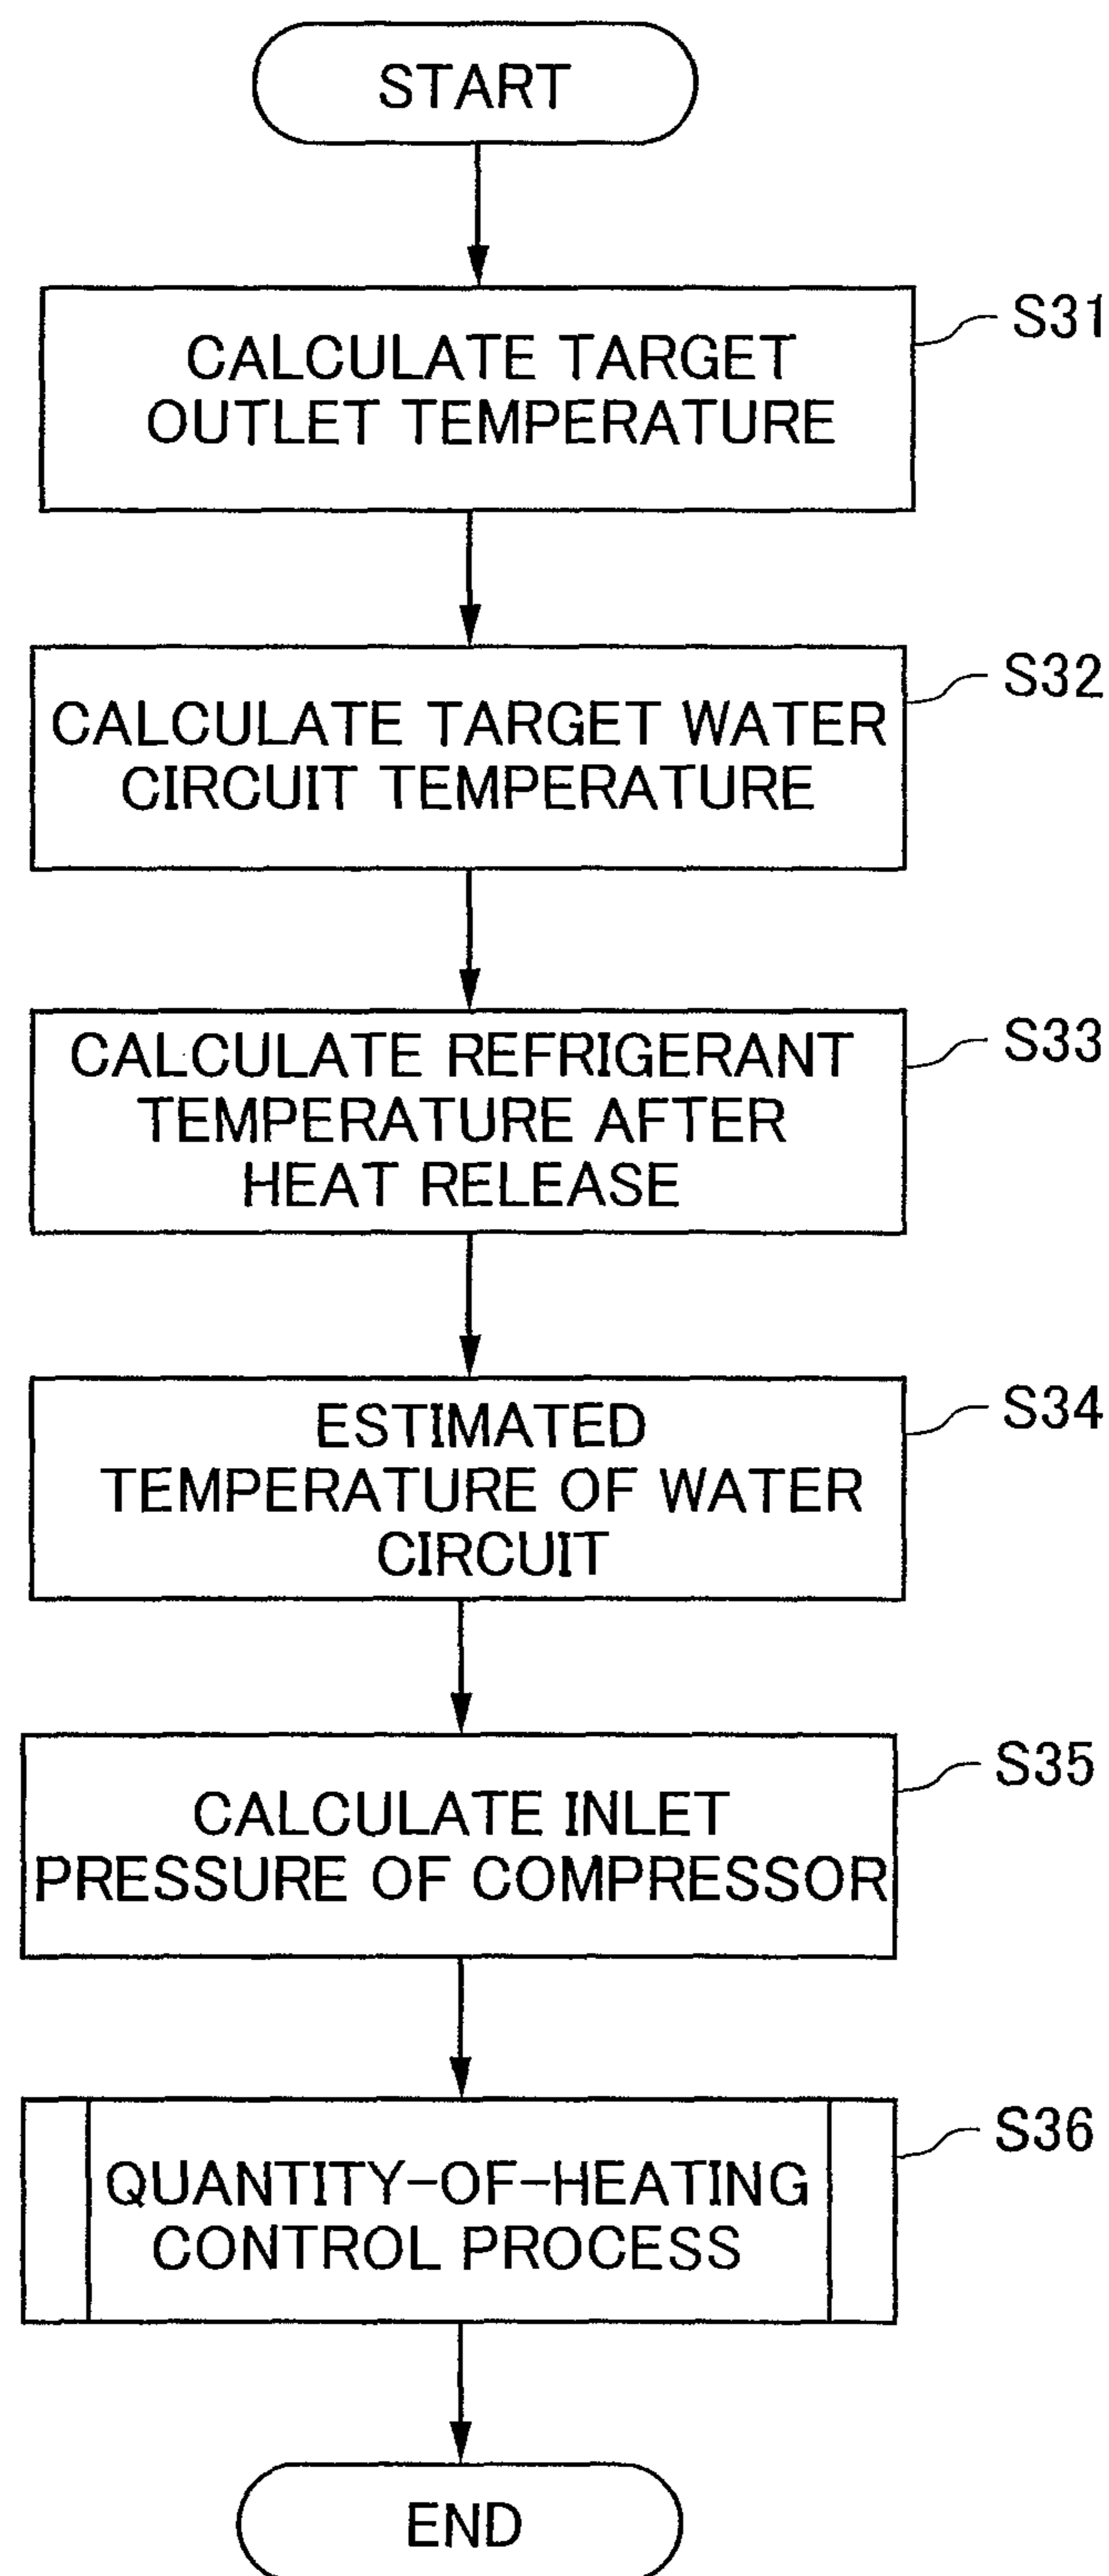 START
S31
CALCULATE TARGET
OUTLET TEMPERATURE
S32
CALCULATE TARGET WATER
CIRCUIT TEMPERATURE
S33
CALCULATE REFRIGERANT
TEMPERATURE AFTER
HEAT RELEASE
S34
ESTIMATED
TEMPERATURE OF WATER
CIRCUIT
S35
CALCULATE INLET
PRESSURE OF COMPRESSOR
S36
QUANTITY-OF-HEATING
CONTROL PROCESS
END